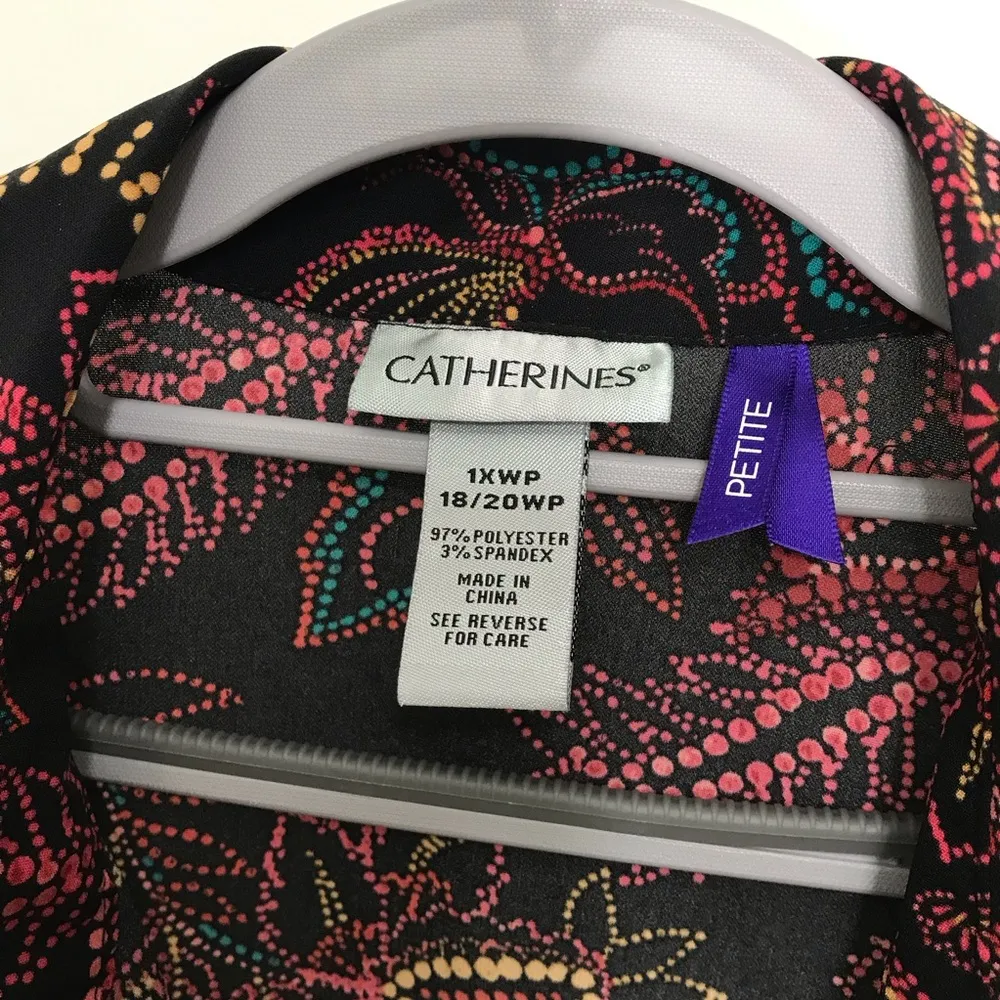 CATHERINES®
1XWP
18/20WP
97% POLYESTER
3% SPANDEX
MADE IN
CHINA
SEE REVERSE
FOR CARE
PETITE